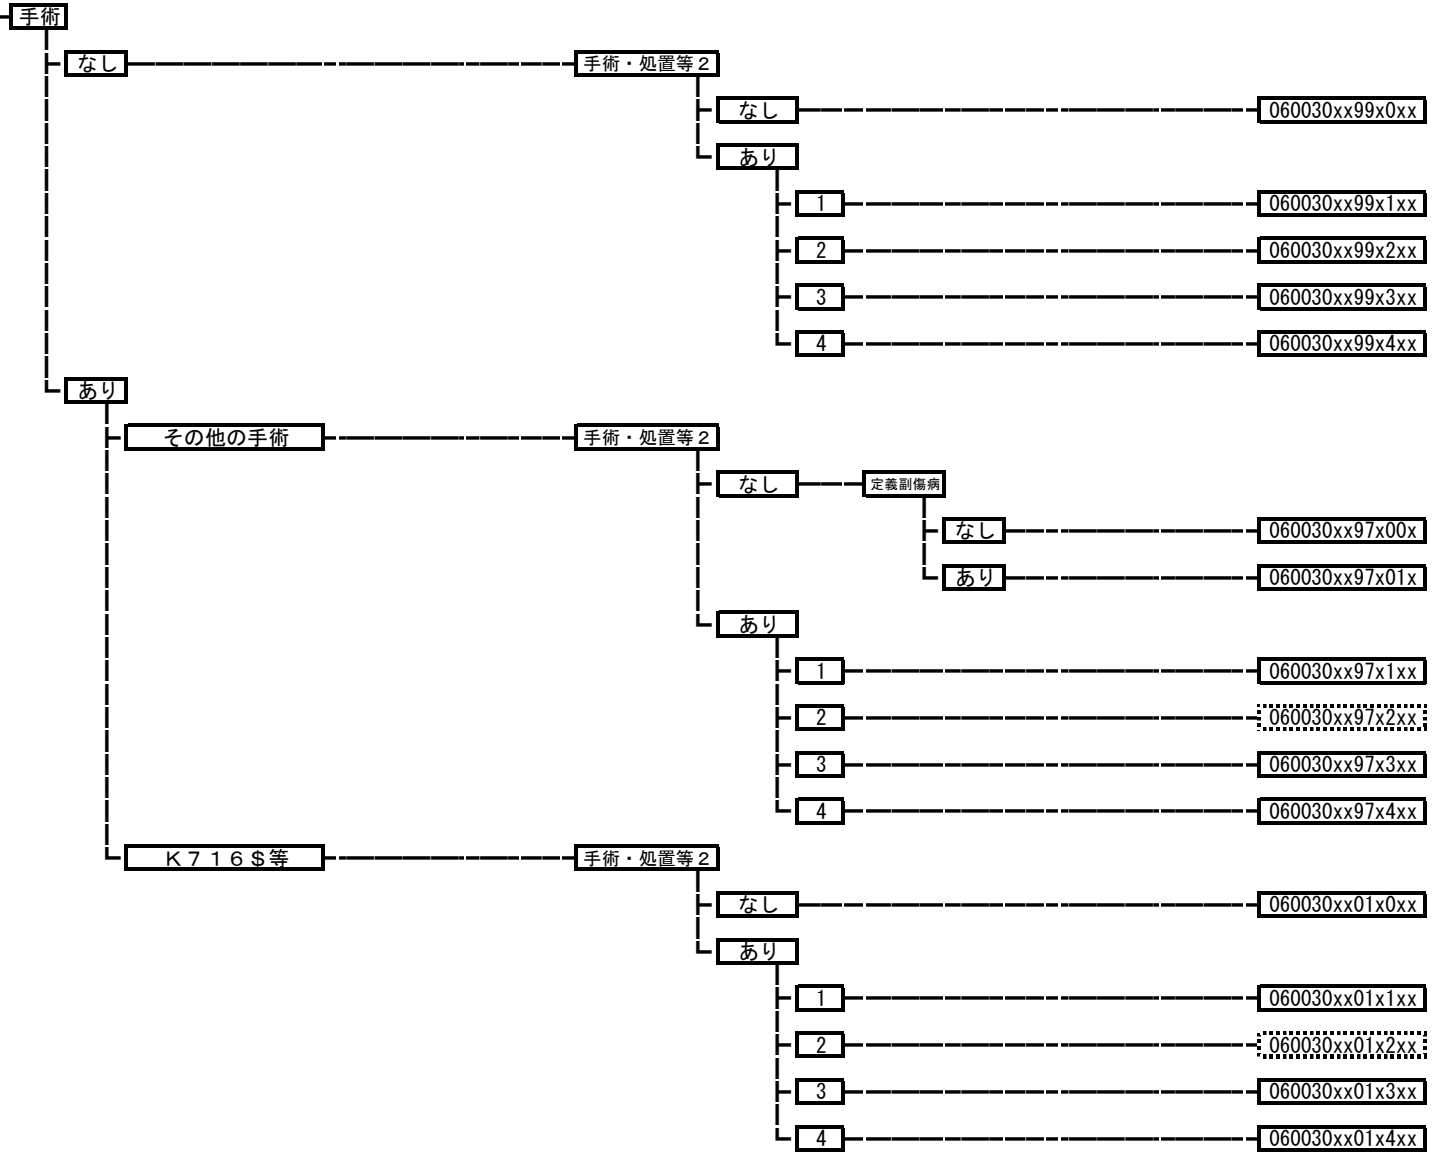 手術
なし 手術・処置等２
なし 060030xx99x0xx
あり
1 060030xx99x1xx
2 060030xx99x2xx
3 060030xx99x3xx
4 060030xx99x4xx
あり
その他の手術 手術・処置等２
なし 定義副傷病
なし 060030xx97x00x
あり 060030xx97x01x
あり
1 060030xx97x1xx
2 060030xx97x2xx
3 060030xx97x3xx
4 060030xx97x4xx
Ｋ７１６＄等 手術・処置等２
なし 060030xx01x0xx
あり
1 060030xx01x1xx
2 060030xx01x2xx
3 060030xx01x3xx
4 060030xx01x4xx